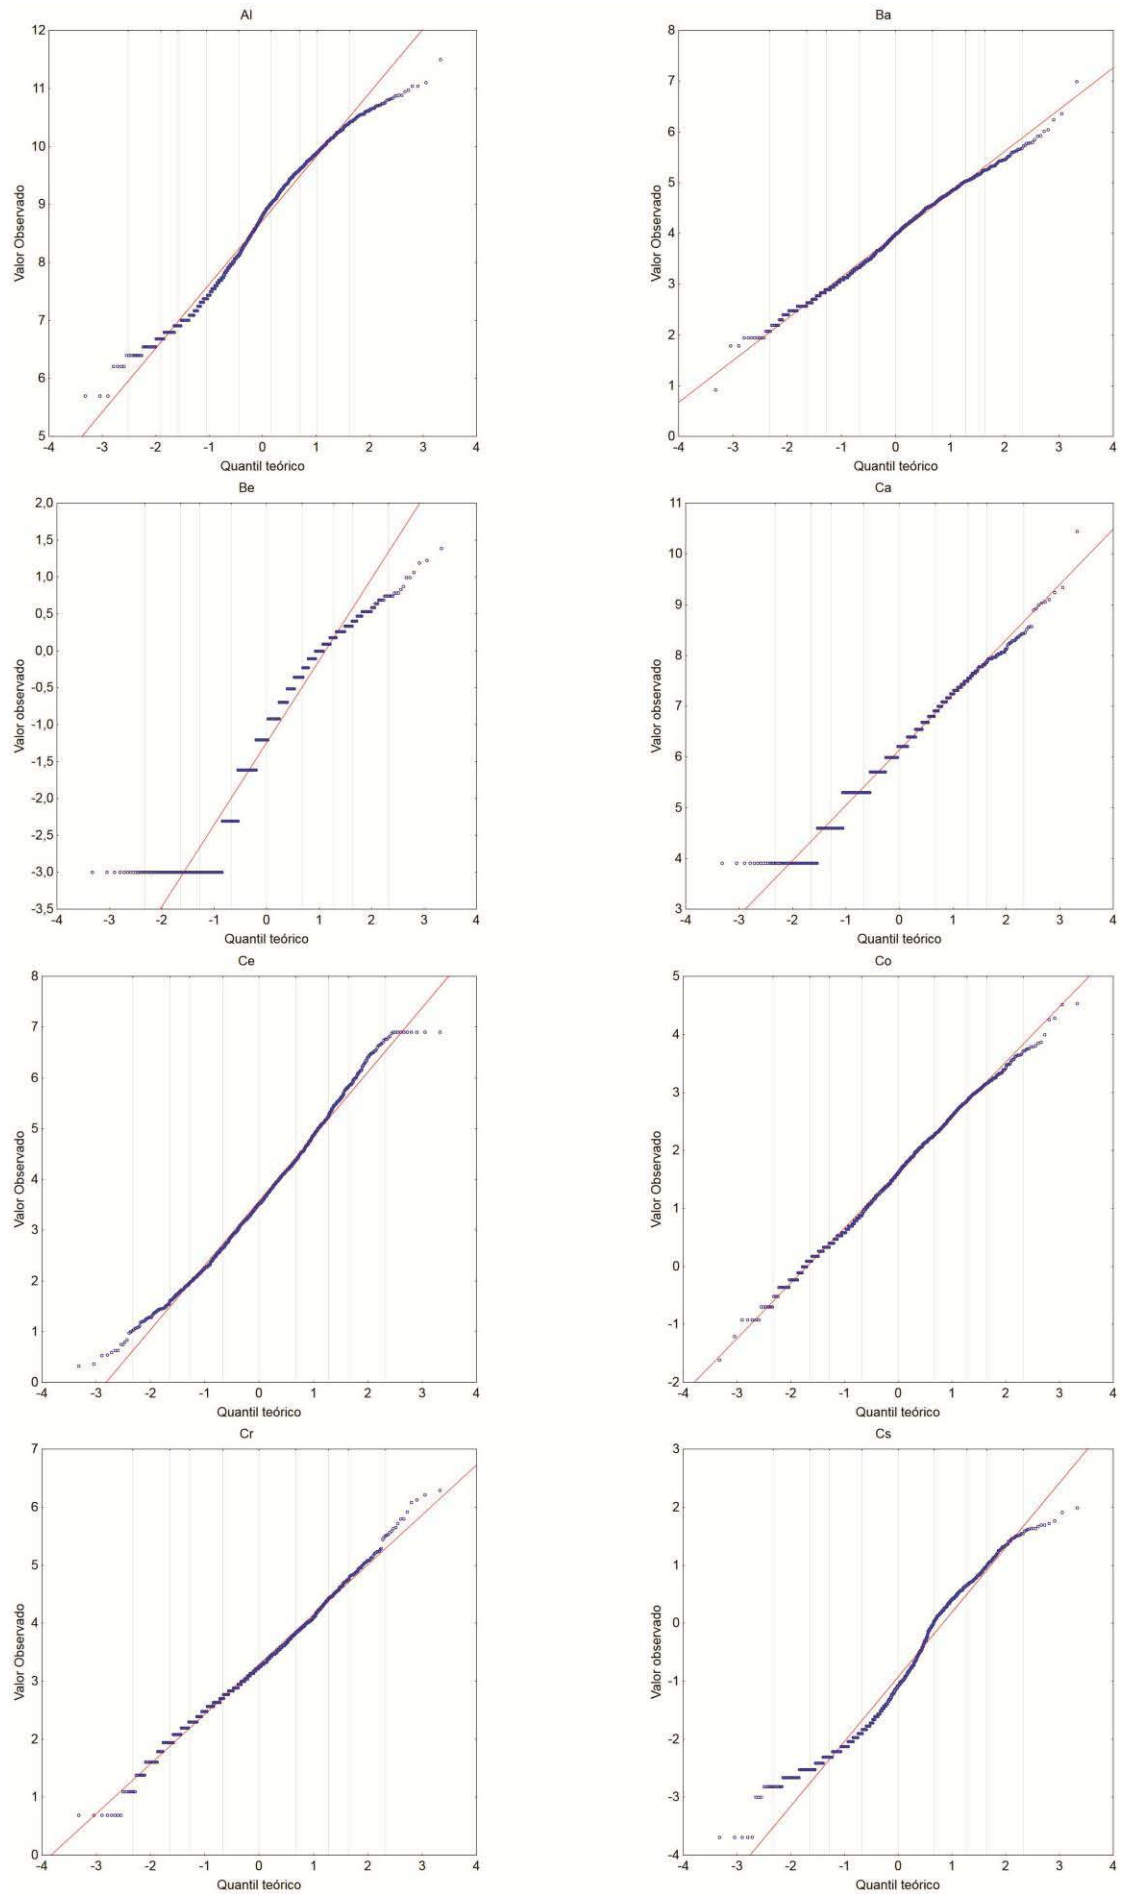 Al
12
11
10
9
8
7
6
5
Valor Observado
-4 -3 -2 -1 0 1 2 3 4
Quantil teórico
Ba
8
7
6
5
4
3
2
1
0
Valor Observado
-4 -3 -2 -1 0 1 2 3 4
Quantil teórico
Be
2,0
1,5
1,0
0,5
0,0
-0,5
-1,0
-1,5
-2,0
-2,5
-3,0
-3,5
Valor observado
-4 -3 -2 -1 0 1 2 3 4
Quantil teórico
Ca
11
10
9
8
7
6
5
4
3
Valor observado
-4 -3 -2 -1 0 1 2 3 4
Quantil teórico
Ce
8
7
6
5
4
3
2
1
0
Valor Observado
-4 -3 -2 -1 0 1 2 3 4
Quantil teórico
Co
5
4
3
2
1
0
-1
-2
Valor Observado
-4 -3 -2 -1 0 1 2 3 4
Quantil teórico
Cr
7
6
5
4
3
2
1
0
Valor Observado
-4 -3 -2 -1 0 1 2 3 4
Quantil teórico
Cs
3
2
1
0
-1
-2
-3
-4
Valor observado
-4 -3 -2 -1 0 1 2 3 4
Quantil teórico